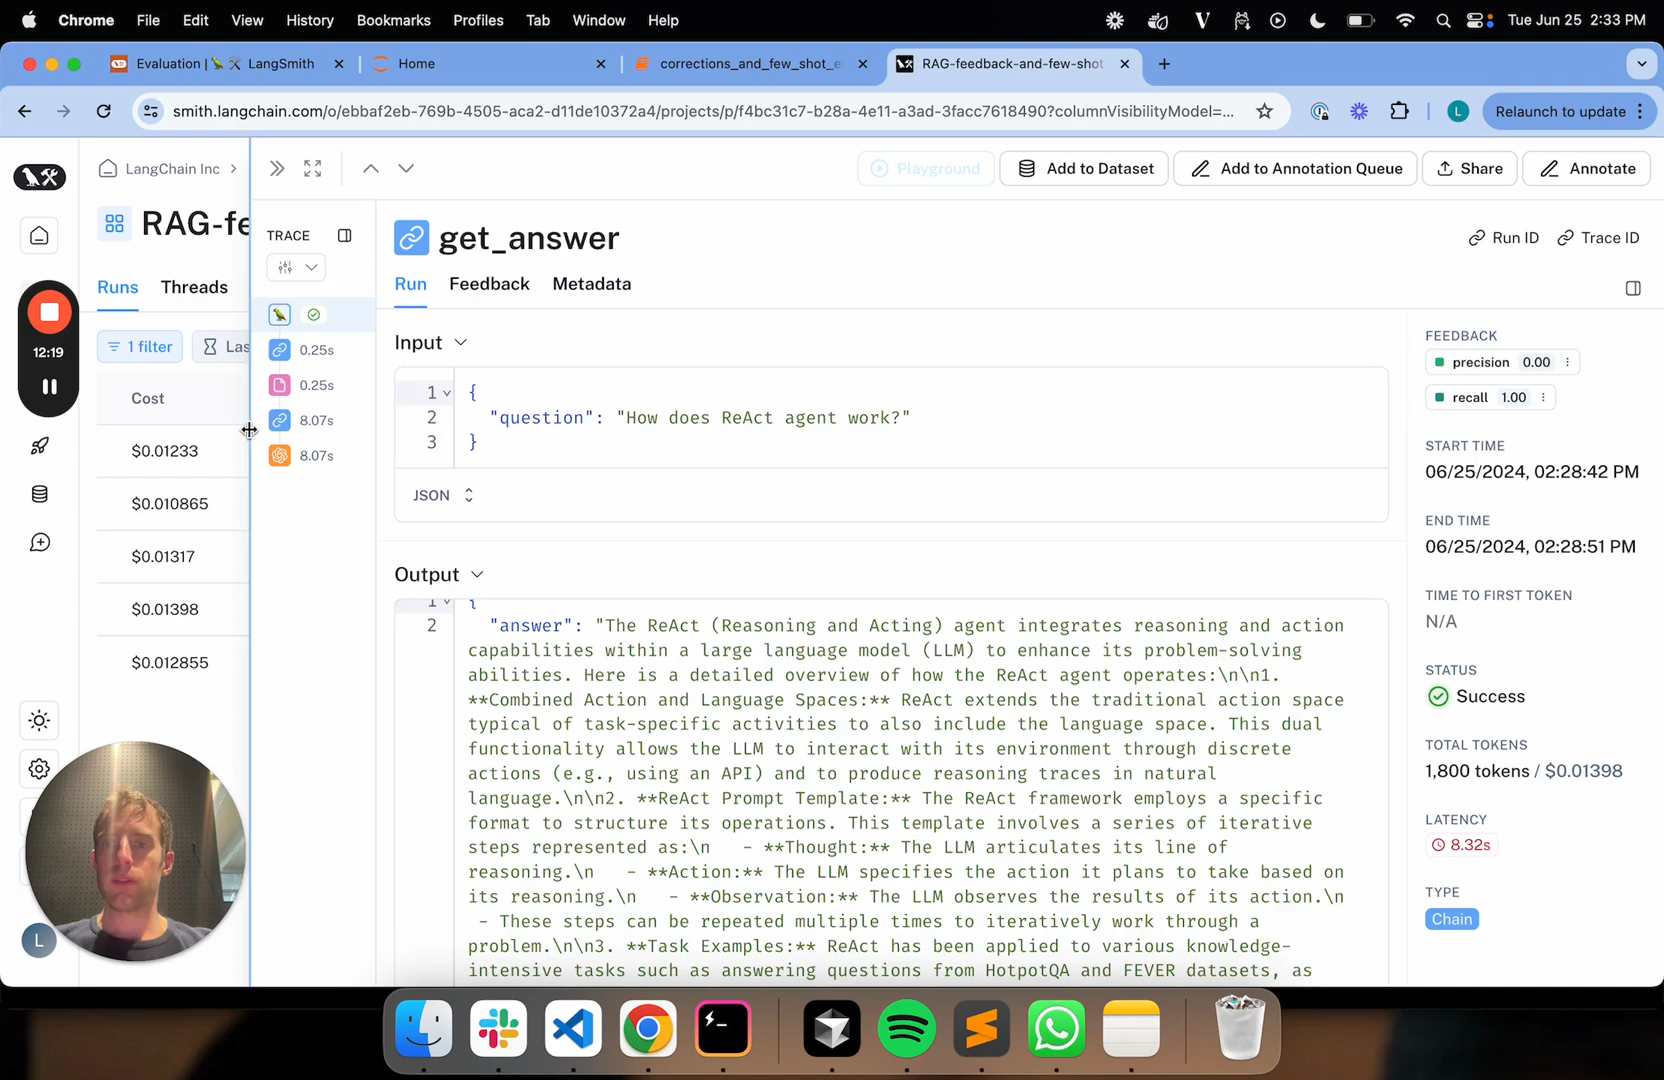 Chrome File Edit View History Bookmarks Profiles Tab Window Help
V
Tue Jun 25 2:33 PM
Evaluation | LangSmith
Home
corrections_and_few_shot_e
RAG-feedback-and-few-shot
smith.langchain.com/o/ebbaf2eb-769b-4505-aca2-d11de10372a4/projects/p/f4bc31c7-b28a-4e11-a3ad-3facc7618490?columnVisibilityModel=...
L
Relaunch to update
LangChain Inc
Playground
Add to Dataset
Add to Annotation Queue
Share
Annotate
RAG-fe
TRACE
get_answer
Run ID
Trace ID
Runs Threads
Run Feedback Metadata
12:19
1 filter
Las
Cost
$0.01233
$0.010865
$0.01317
$0.01398
$0.012855
0.25s
0.25s
8.07s
8.07s
Input
1 {
2 "question": "How does ReAct agent work?"
3 }
JSON
Output
1 {
2 "answer": "The ReAct (Reasoning and Acting) agent integrates reasoning and action
capabilities within a large language model (LLM) to enhance its problem-solving
abilities. Here is a detailed overview of how the ReAct agent operates:\n\n1.
**Combined Action and Language Spaces:** ReAct extends the traditional action space
typical of task-specific activities to also include the language space. This dual
functionality allows the LLM to interact with its environment through discrete
actions (e.g., using an API) and to produce reasoning traces in natural
language.\n\n2. **ReAct Prompt Template:** The ReAct framework employs a specific
format to structure its operations. This template involves a series of iterative
steps represented as:\n - **Thought:** The LLM articulates its line of
reasoning.\n - **Action:** The LLM specifies the action it plans to take based on
its reasoning.\n - **Observation:** The LLM observes the results of its action.\n
- These steps can be repeated multiple times to iteratively work through a
problem.\n\n3. **Task Examples:** ReAct has been applied to various knowledge-
intensive tasks such as answering questions from HotpotQA and FEVER datasets, as
FEEDBACK
precision 0.00
recall 1.00
START TIME
06/25/2024, 02:28:42 PM
END TIME
06/25/2024, 02:28:51 PM
TIME TO FIRST TOKEN
N/A
STATUS
Success
TOTAL TOKENS
1,800 tokens / $0.01398
LATENCY
8.32s
TYPE
Chain
L